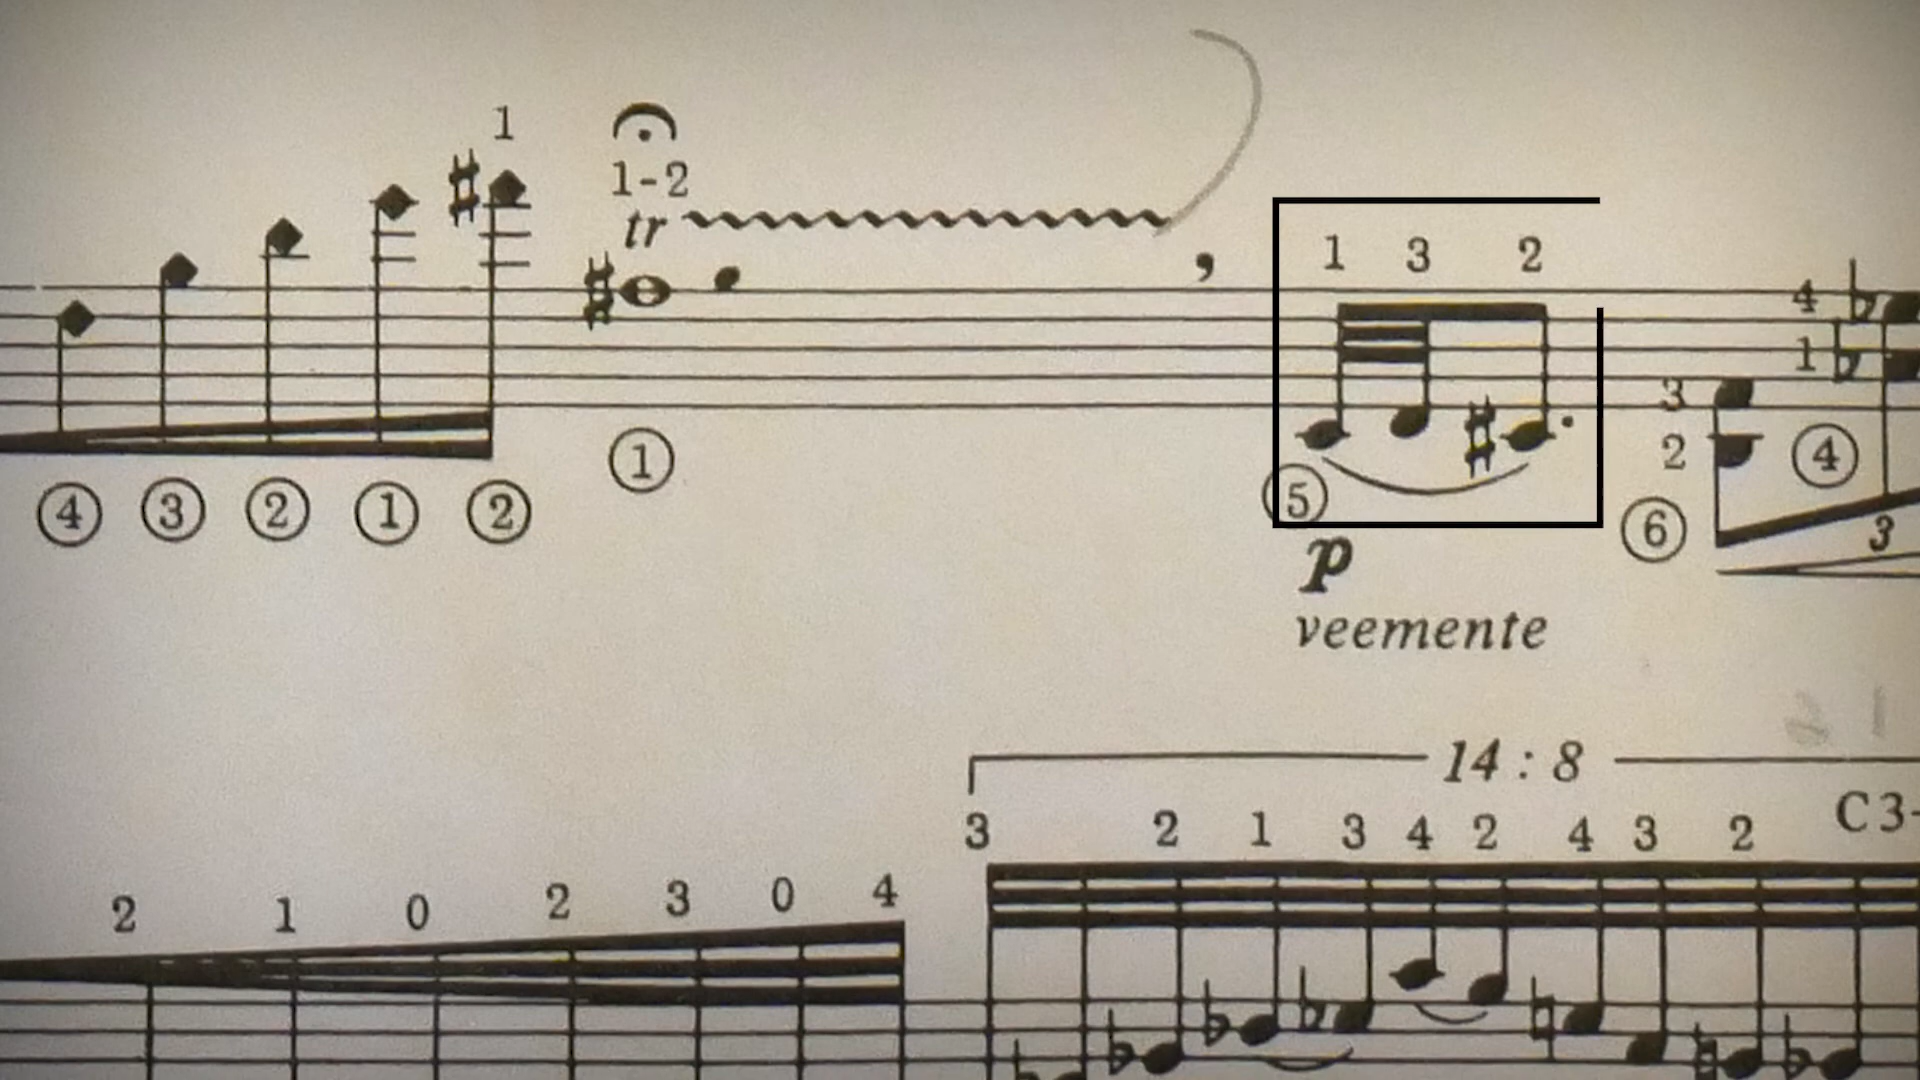 1
1-2
tr
1 3 2
4
1
3
2 ④
①
④ ③ ② ① ②
⑤
⑥
3
p
veemente
2 1
14 : 8
3 2 1 3 4 2 4 3 2 C3-
2 1 0 2 3 0 4